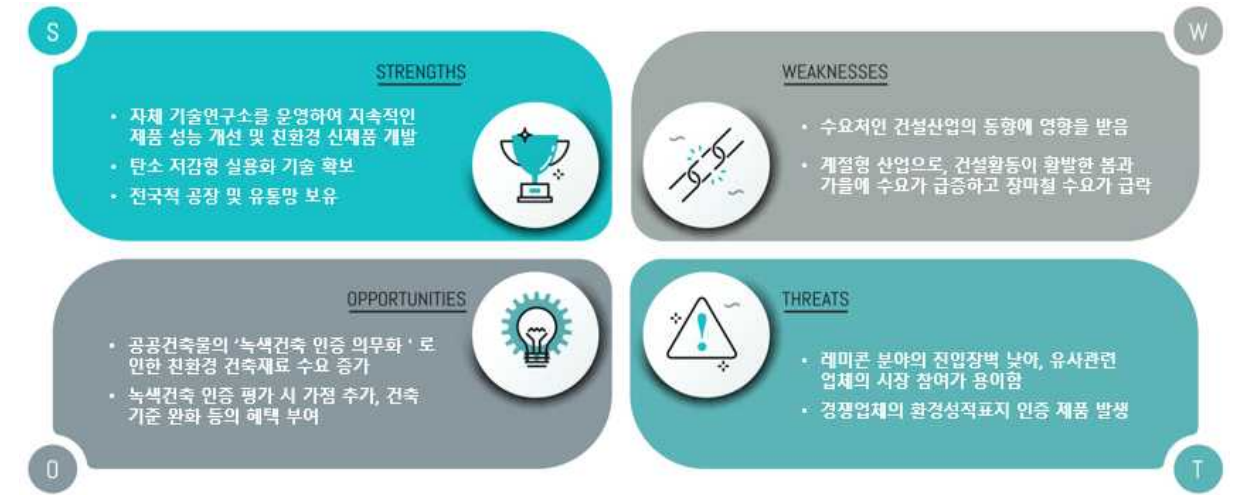 S
STRENGTHS
• 자체 기술연구소를 운영하여 지속적인
제품 성능 개선 및 친환경 신제품 개발
• 탄소 저감형 실용화 기술 확보
• 전국적 공장 및 유통망 보유
W
WEAKNESSES
• 수요처인 건설산업의 동향에 영향을 받음
• 계절형 산업으로, 건설활동이 활발한 봄과
가을에 수요가 급증하고 장마철 수요가 급락
OPPORTUNITIES
• 공공건축물의 '녹색건축 인증 의무화 ' 로
인한 친환경 건축재료 수요 증가
• 녹색건축 인증 평가 시 가점 추가, 건축
기준 완화 등의 혜택 부여
O
THREATS
• 레미콘 분야의 진입장벽 낮아, 유사관련
업체의 시장 참여가 용이함
• 경쟁업체의 환경성적표지 인증 제품 발생
T